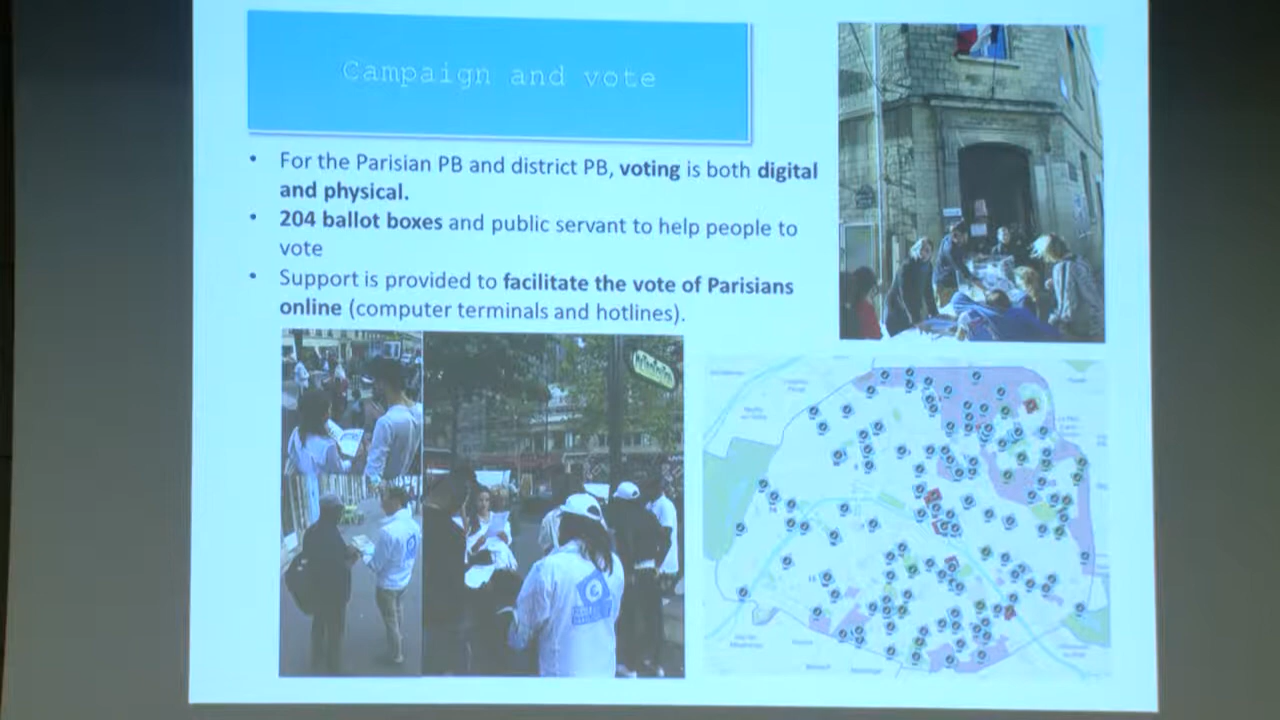 Campaign and vote
• For the Parisian PB and district PB, voting is both digital
and physical.
• 204 ballot boxes and public servant to help people to
vote
• Support is provided to facilitate the vote of Parisians
online (computer terminals and hotlines).